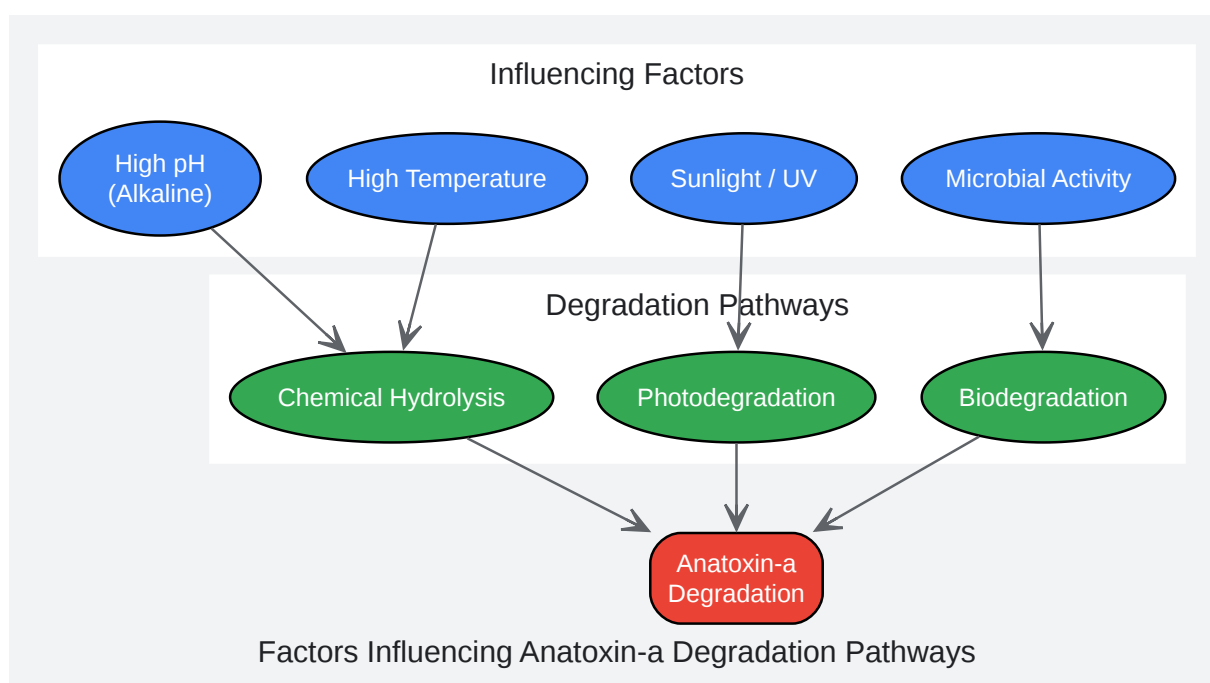 Influencing Factors
High pH
(Alkaline)
High Temperature
Sunlight / UV
Microbial Activity
Degradation Pathways
Chemical Hydrolysis
Photodegradation
Biodegradation
Anatoxin-a
Degradation
Factors Influencing Anatoxin-a Degradation Pathways